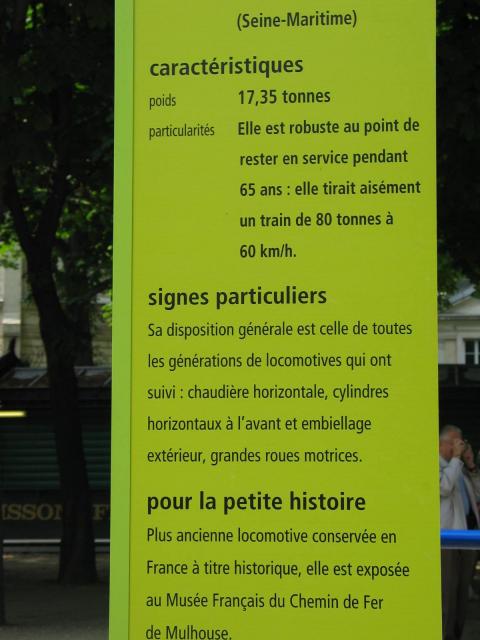 (Seine-Maritime)
caractéristiques
poids 17,35 tonnes
particularités Elle est robuste au point de
rester en service pendant
65 ans : elle tirait aisément
un train de 80 tonnes à
60 km/h.
signes particuliers
Sa disposition générale est celle de toutes
les générations de locomotives qui ont
suivi : chaudière horizontale, cylindres
horizontaux à l'avant et embiellage
extérieur, grandes roues motrices.
pour la petite histoire
Plus ancienne locomotive conservée en
France à titre historique, elle est exposée
au Musée Français du Chemin de Fer
de Mulhouse.